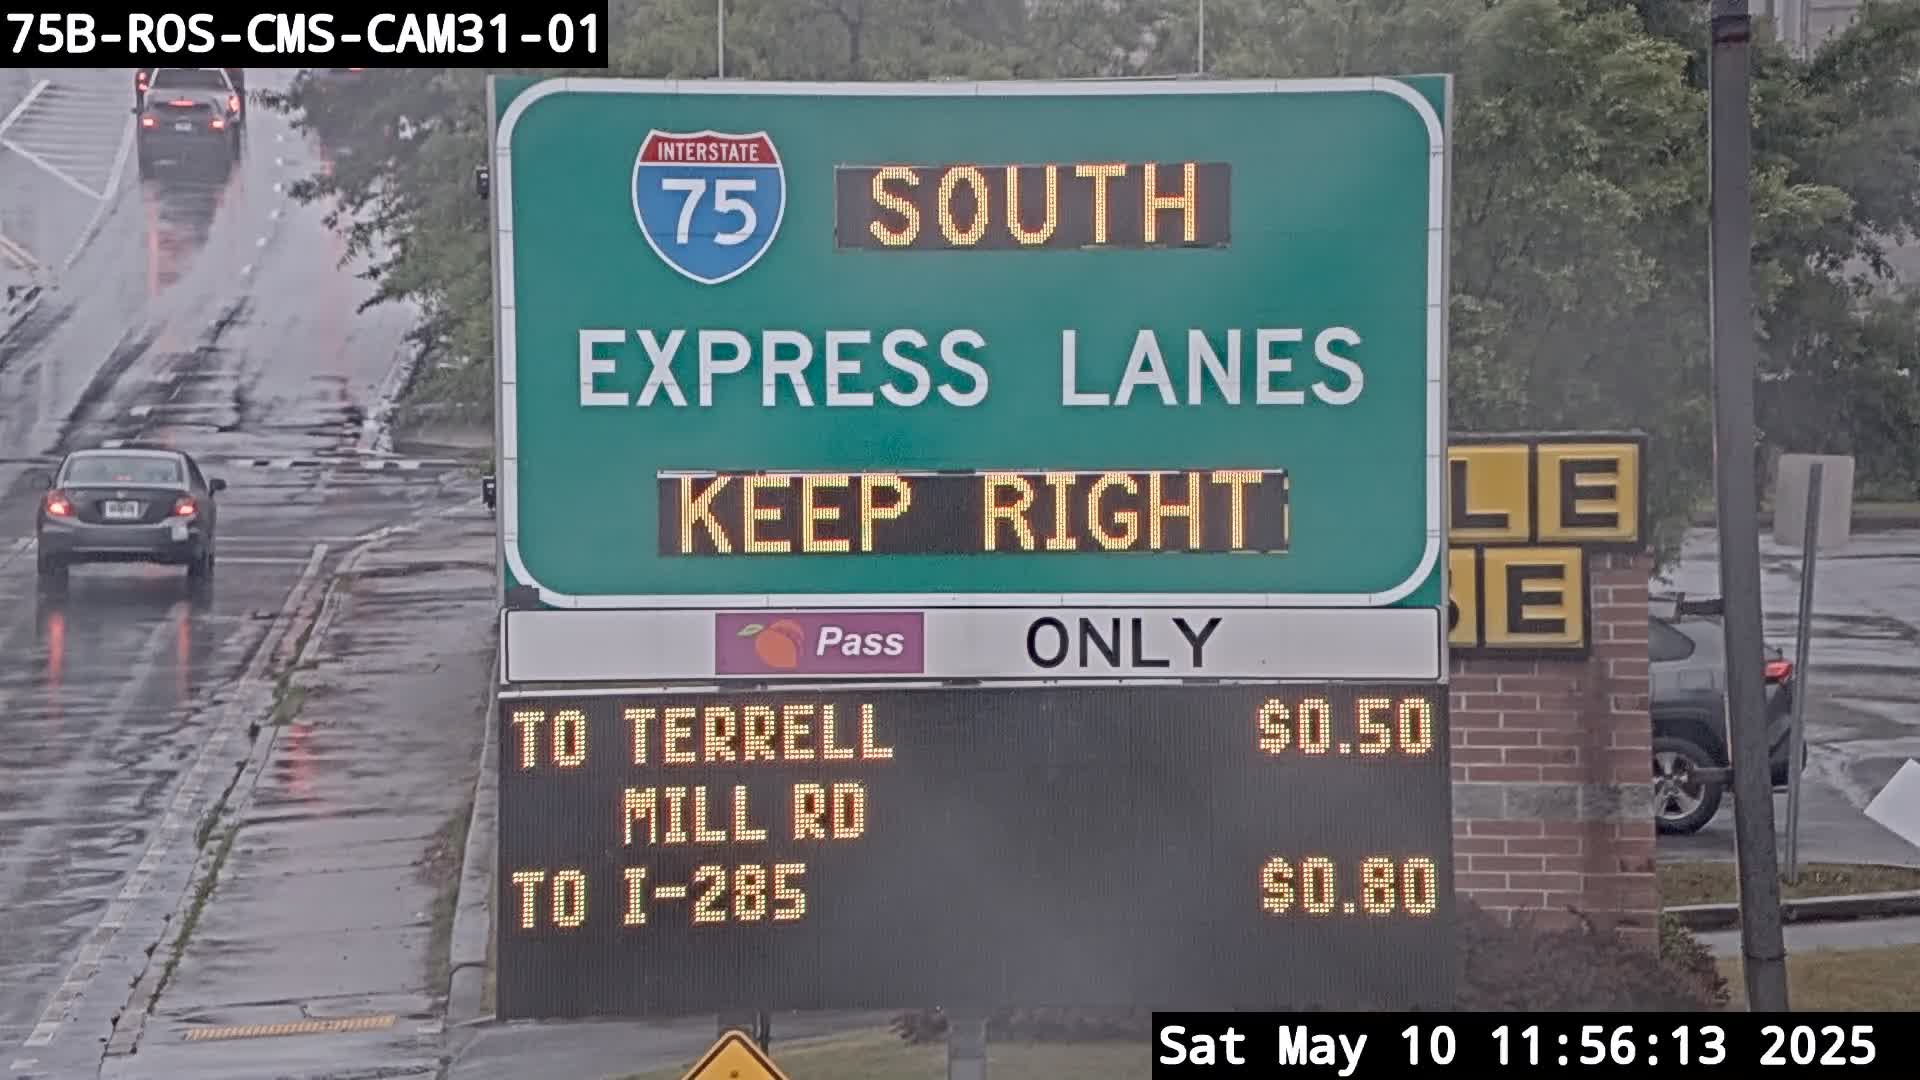 75B-ROS-CMS-CAM31-01
INTERSTATE
75
SOUTH
EXPRESS LANES
KEEP RIGHT
Pass ONLY
TO TERRELL $0.50
MILL RD
TO I-285 $0.80
LE
E
Sat May 10 11:56:13 2025